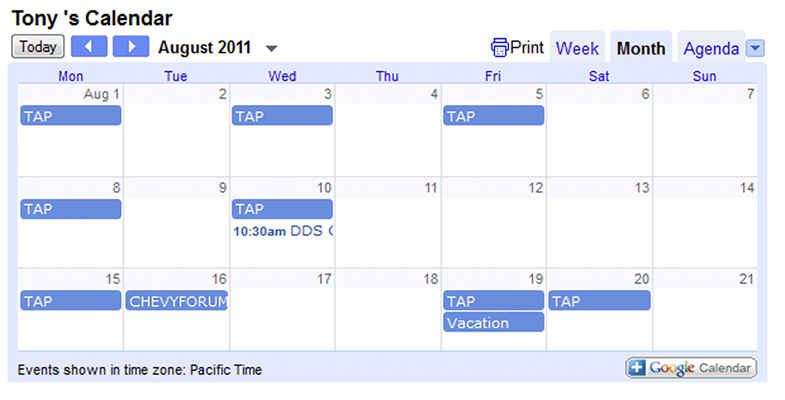 Tony 's Calendar
Today August 2011 Print Week Month Agenda
Mon Tue Wed Thu Fri Sat Sun
Aug 1 2 3 4 5 6 7
TAP TAP TAP
8 9 10 11 12 13 14
TAP TAP
10:30am DDS
15 16 17 18 19 20 21
TAP CHEVYFORUM TAP TAP
Vacation
Events shown in time zone: Pacific Time Google Calendar